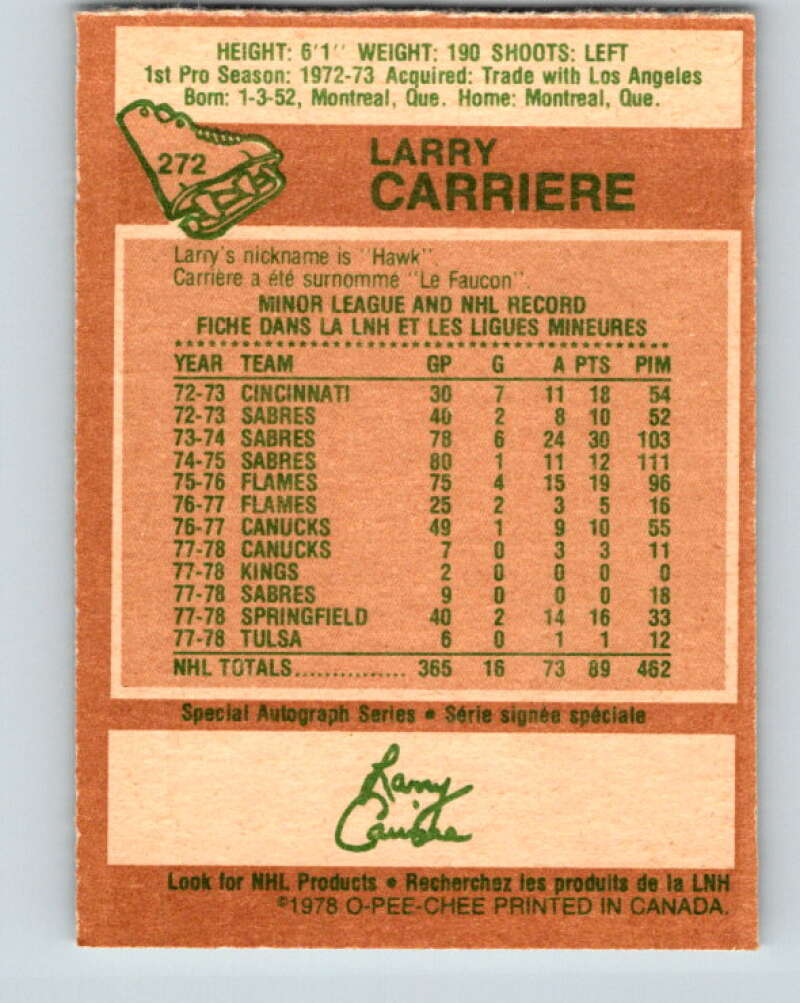 HEIGHT: 6'1'' WEIGHT: 190 SHOOTS: LEFT
1st Pro Season: 1972-73 Acquired: Trade with Los Angeles
Born: 1-3-52, Montreal, Que. Home: Montreal, Que.
272
LARRY
CARRIERE
Larry's nickname is "Hawk".
Carrière a été surnommé "Le Faucon".
MINOR LEAGUE AND NHL RECORD
FICHE DANS LA LNH ET LES LIGUES MINEURES
YEAR TEAM GP G A PTS PIM
72-73 CINCINNATI 30 7 11 18 54
72-73 SABRES 40 2 8 10 52
73-74 SABRES 78 6 24 30 103
74-75 SABRES 80 1 11 12 111
75-76 FLAMES 75 4 15 19 96
76-77 FLAMES 25 2 3 5 16
76-77 CANUCKS 49 1 9 10 55
77-78 CANUCKS 7 0 3 3 11
77-78 KINGS 2 0 0 0 0
77-78 SABRES 9 0 0 0 18
77-78 SPRINGFIELD 40 2 14 16 33
77-78 TULSA 6 0 1 1 12
NHL TOTALS............... 365 16 73 89 462
Special Autograph Series • Série signée spéciale
Larry
Carriere
Look for NHL Products • Recherchez les produits de la LNH
©1978 O-PEE-CHEE PRINTED IN CANADA.